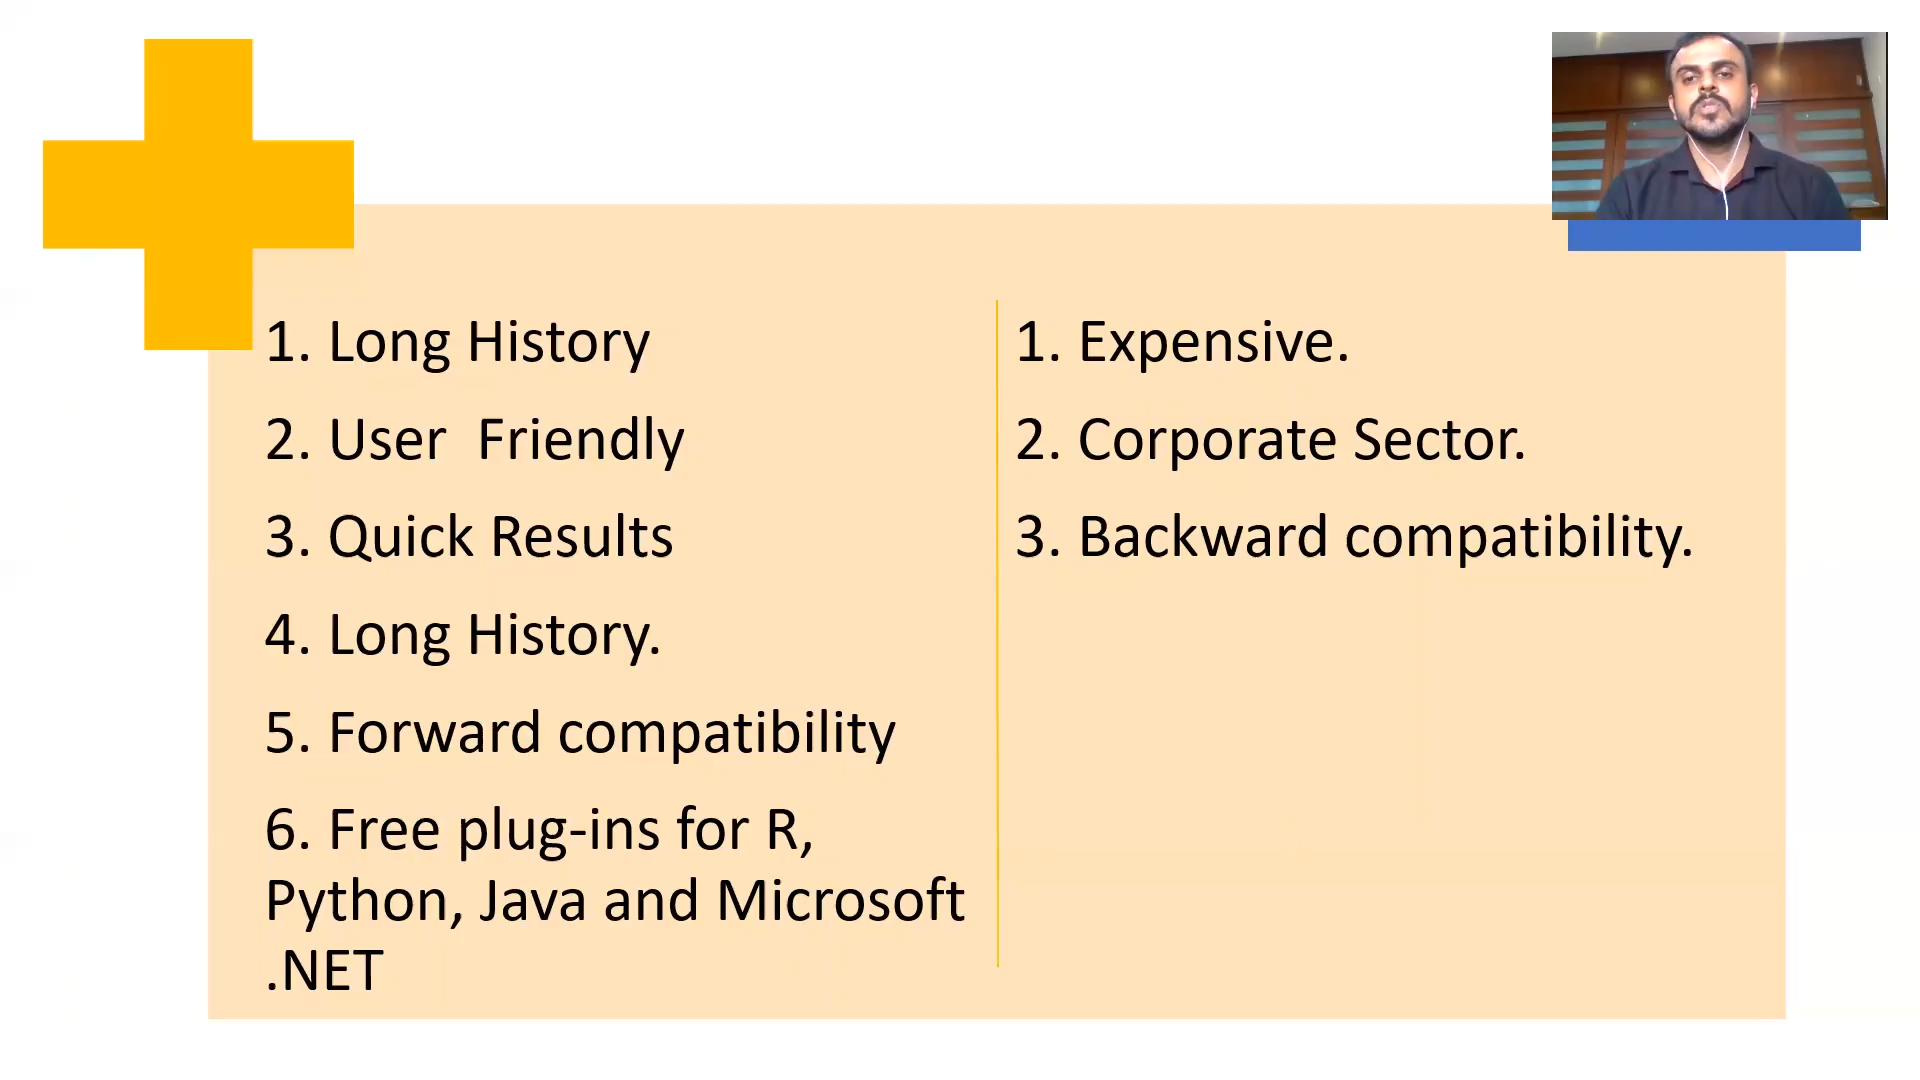 1. Long History
2. User  Friendly
3. Quick Results
4. Long History.
5. Forward compatibility
6. Free plug-ins for R,
Python, Java and Microsoft
.NET
1. Expensive.
2. Corporate Sector.
3. Backward compatibility.